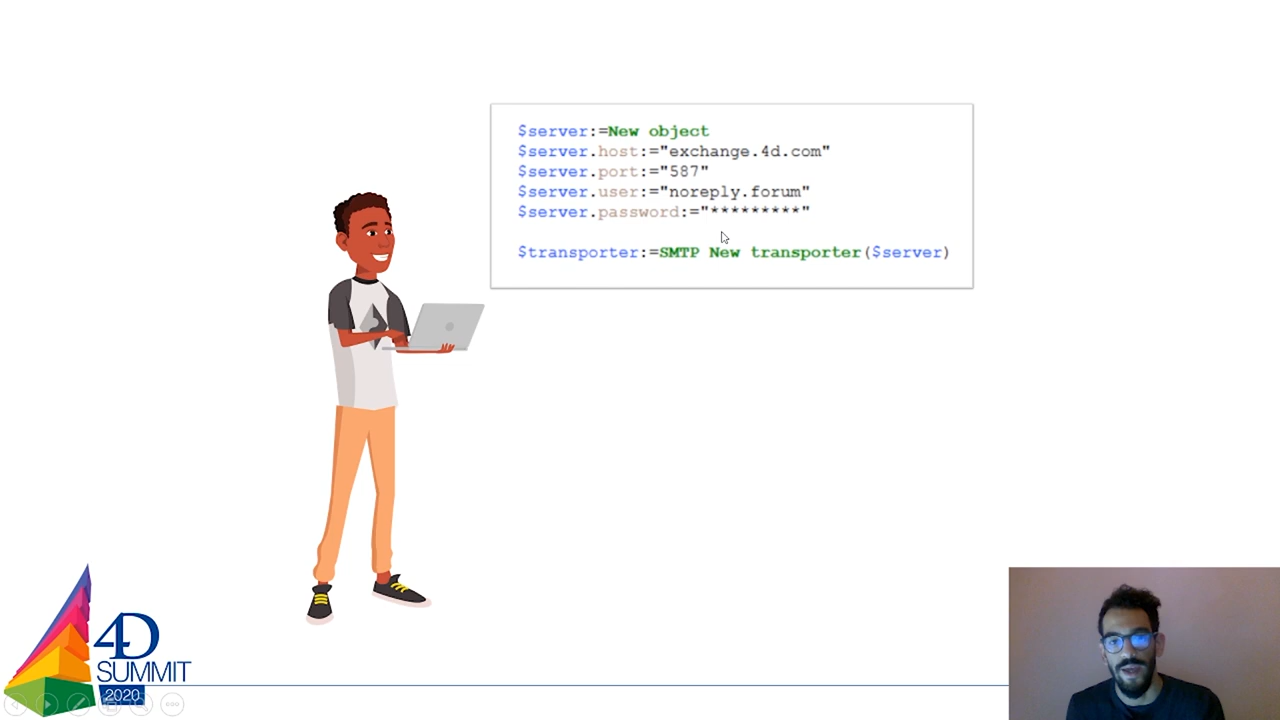 $server:=New object
$server.host:="exchange.4d.com"
$server.port:="587"
$server.user:="noreply.forum"
$server.password:="*********"
$transporter:=SMTP New transporter($server)
4D
SUMMIT
2020